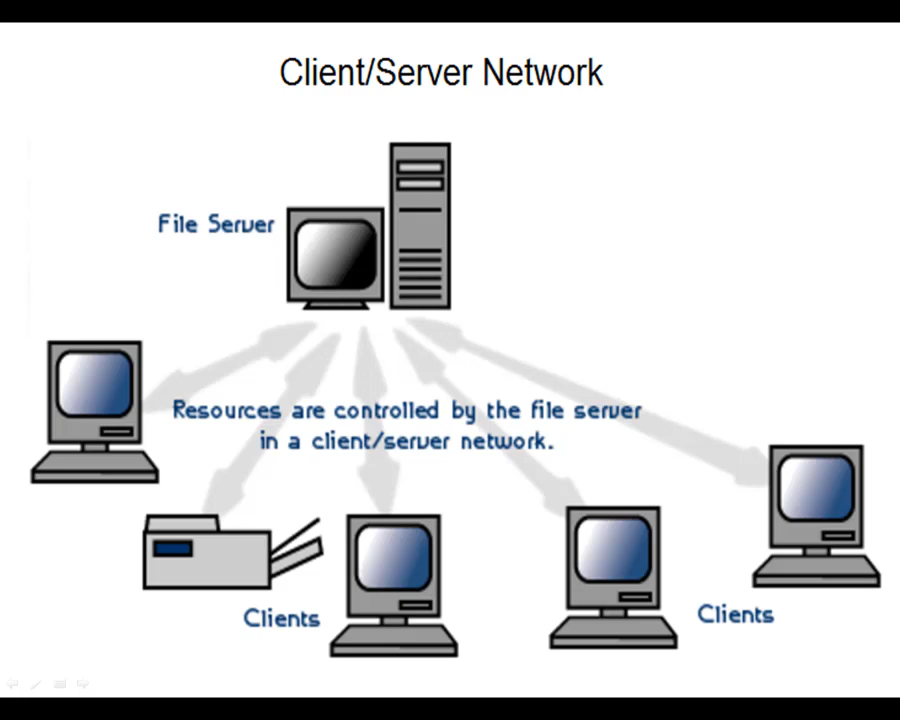 Client/Server Network
File Server
Resources are controlled by the file server
in a client/server network.
Clients
Clients